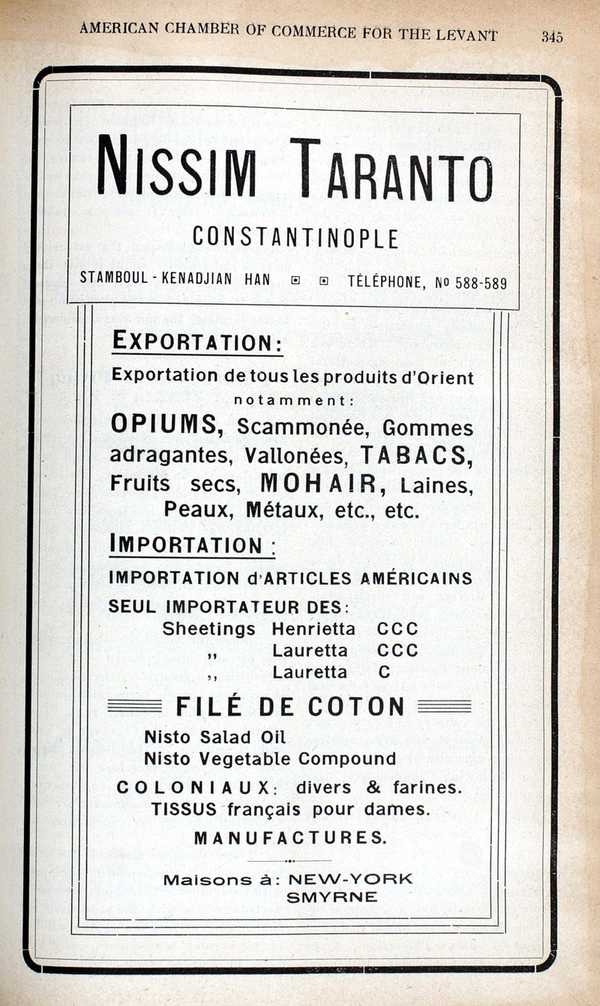 AMERICAN CHAMBER OF COMMERCE FOR THE LEVANT 345
NISSIM TARANTO
CONSTANTINOPLE
STAMBOUL - KENADJIAN HAN TÉLÉPHONE, No 588-589
EXPORTATION:
Exportation de tous les produits d'Orient
notamment:
OPIUMS, Scammonée, Gommes
adragantes, Vallonées, TABACS,
Fruits secs, MOHAIR, Laines,
Peaux, Métaux, etc., etc.
IMPORTATION :
IMPORTATION d'ARTICLES AMÉRICAINS
SEUL IMPORTATEUR DES:
Sheetings Henrietta CCC
,, Lauretta CCC
,, Lauretta C
FILÉ DE COTON
Nisto Salad Oil
Nisto Vegetable Compound
COLONIAUX: divers & farines.
TISSUS français pour dames.
MANUFACTURES.
Maisons à: NEW-YORK
SMYRNE